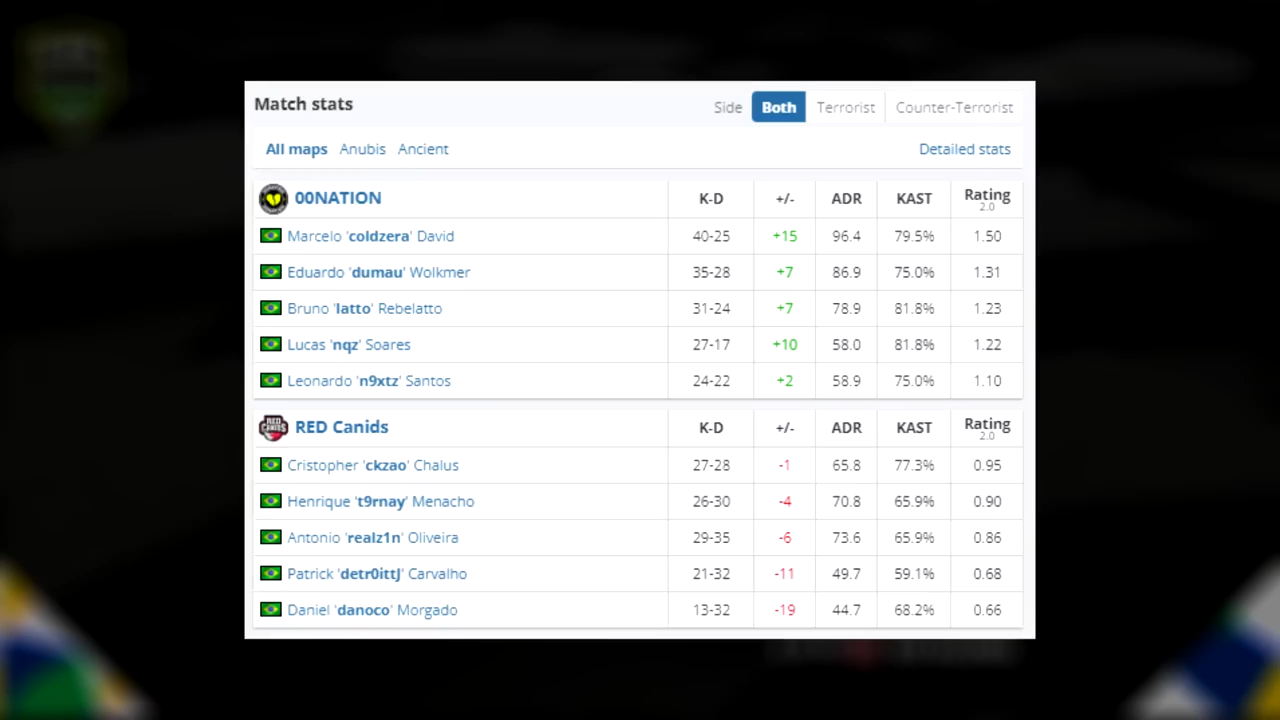 Match stats
Side Both Terrorist Counter-Terrorist
All maps Anubis Ancient Detailed stats
00NATION K-D +/- ADR KAST Rating 2.0
Marcelo 'coldzera' David 40-25 +15 96.4 79.5% 1.50
Eduardo 'dumau' Wolkmer 35-28 +7 86.9 75.0% 1.31
Bruno 'latto' Rebelatto 31-24 +7 78.9 81.8% 1.23
Lucas 'nqz' Soares 27-17 +10 58.0 81.8% 1.22
Leonardo 'n9xtz' Santos 24-22 +2 58.9 75.0% 1.10
RED CANIDS
RED Canids K-D +/- ADR KAST Rating 2.0
Cristopher 'ckzao' Chalus 27-28 -1 65.8 77.3% 0.95
Henrique 't9rnay' Menacho 26-30 -4 70.8 65.9% 0.90
Antonio 'realz1n' Oliveira 29-35 -6 73.6 65.9% 0.86
Patrick 'detr0ittJ' Carvalho 21-32 -11 49.7 59.1% 0.68
Daniel 'danoco' Morgado 13-32 -19 44.7 68.2% 0.66